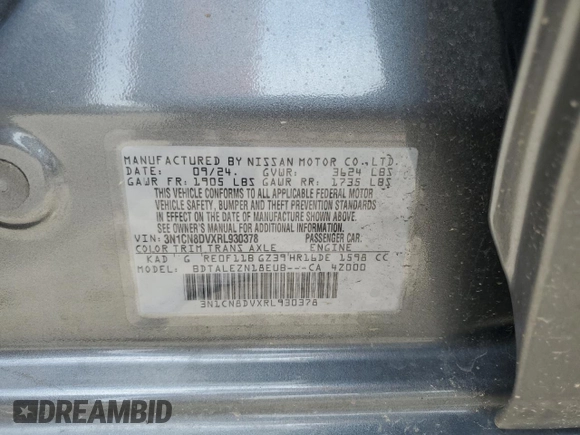 MANUFACTURED BY NISSAN MOTOR CO.,LTD.
DATE: 09/24. GVWR: 3624 LBS
GAWR FR: 1905 LBS GAWR RR: 1735 LBS
THIS VEHICLE CONFORMS TO ALL APPLICABLE FEDERAL MOTOR
VEHICLE SAFETY, BUMPER AND THEFT PREVENTION STANDARDS
IN EFFECT ON THE DATE OF MANUFACTURE SHOWN ABOVE.
SEE OWNER'S MANUAL FOR ADDITIONAL INFORMATION.
VIN: 3N1CN8DVXRL930378 PASSENGER CAR.
COLOR TRIM TRANS AXLE ENGINE
KAD G RE0F11B GZ39 HR16DE 1598 CC
MODEL: BDTALEZN18EUB---CA 4Z000
3N1CN8DVXRL930378
DREAMBID